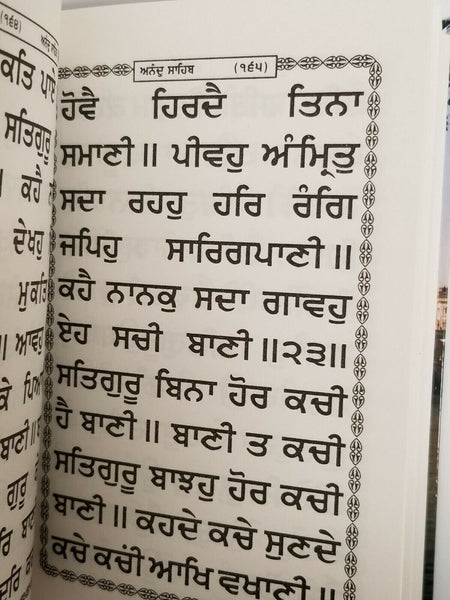 (੧੬੪)
ਅਨੰਦੁ ਸਾਹਿਬ (੧੬੫)
ਹੋਵੈ ਹਿਰਦੈ ਤਿਨਾ
ਸਮਾਣੀ॥ ਪੀਵਹੁ ਅੰਮ੍ਰਿਤੁ
ਸਦਾ ਰਹਹੁ ਹਰਿ ਰੰਗਿ
ਜਪਿਹੁ ਸਾਰਿਗਪਾਣੀ॥
ਕਹੈ ਨਾਨਕੁ ਸਦਾ ਗਾਵਹੁ
ਏਹ ਸਚੀ ਬਾਣੀ॥੨੩॥
ਸਤਿਗੁਰੂ ਬਿਨਾ ਹੋਰ ਕਚੀ
ਹੈ ਬਾਣੀ॥ ਬਾਣੀ ਤ ਕਚੀ
ਸਤਿਗੁਰੂ ਬਾਝਹੁ ਹੋਰ ਕਚੀ
ਬਾਣੀ॥ ਕਹਦੇ ਕਚੇ ਸੁਣਦੇ
ਕਚੇ ਕਚੀਂ ਆਖਿ ਵਖਾਣੀ॥